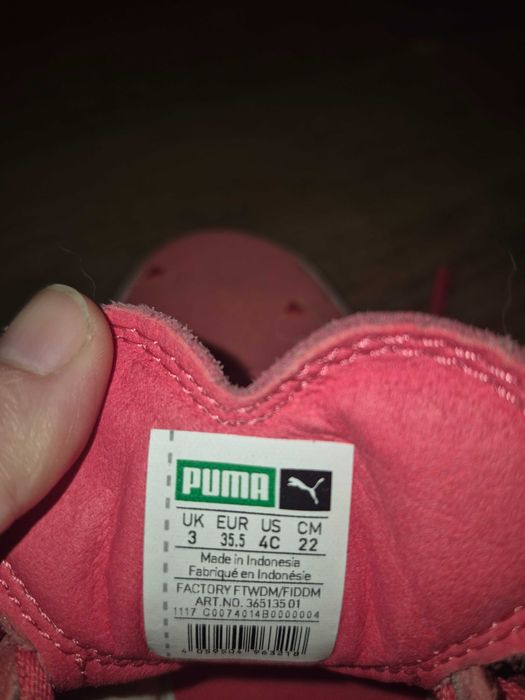 PUMA
UK EUR US CM
3 35.5 4C 22
Made in Indonesia
Fabriqué en Indonésie
FACTORY FTWDM/FIDDM
ART.NO. 365135 01
1117 C0074014B0000004